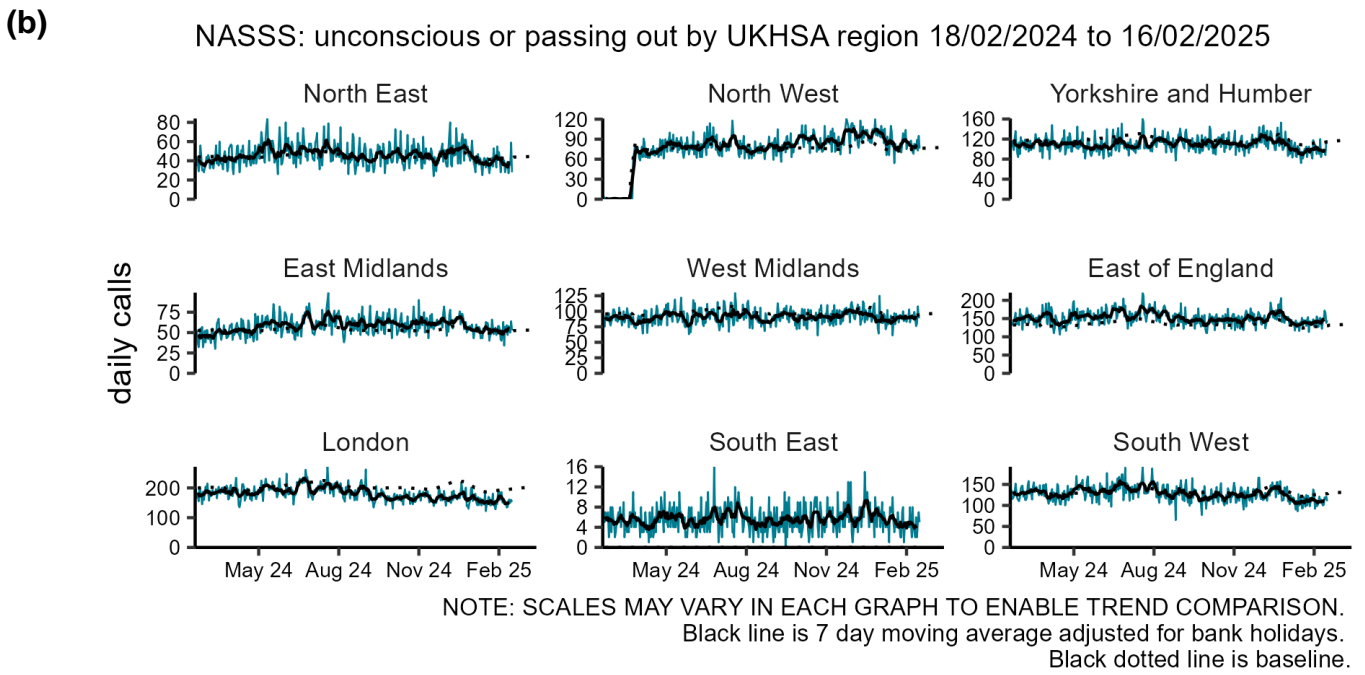 (b)
NASSS: unconscious or passing out by UKHSA region 18/02/2024 to 16/02/2025
daily calls
North East
80
60
40
20
0
North West
120
90
60
30
0
Yorkshire and Humber
160
120
80
40
0
East Midlands
75
50
25
0
West Midlands
125
100
75
50
25
0
East of England
200
150
100
50
0
London
200
100
0
May 24 Aug 24 Nov 24 Feb 25
South East
16
12
8
4
0
May 24 Aug 24 Nov 24 Feb 25
South West
150
100
50
0
May 24 Aug 24 Nov 24 Feb 25
NOTE: SCALES MAY VARY IN EACH GRAPH TO ENABLE TREND COMPARISON.
Black line is 7 day moving average adjusted for bank holidays.
Black dotted line is baseline.